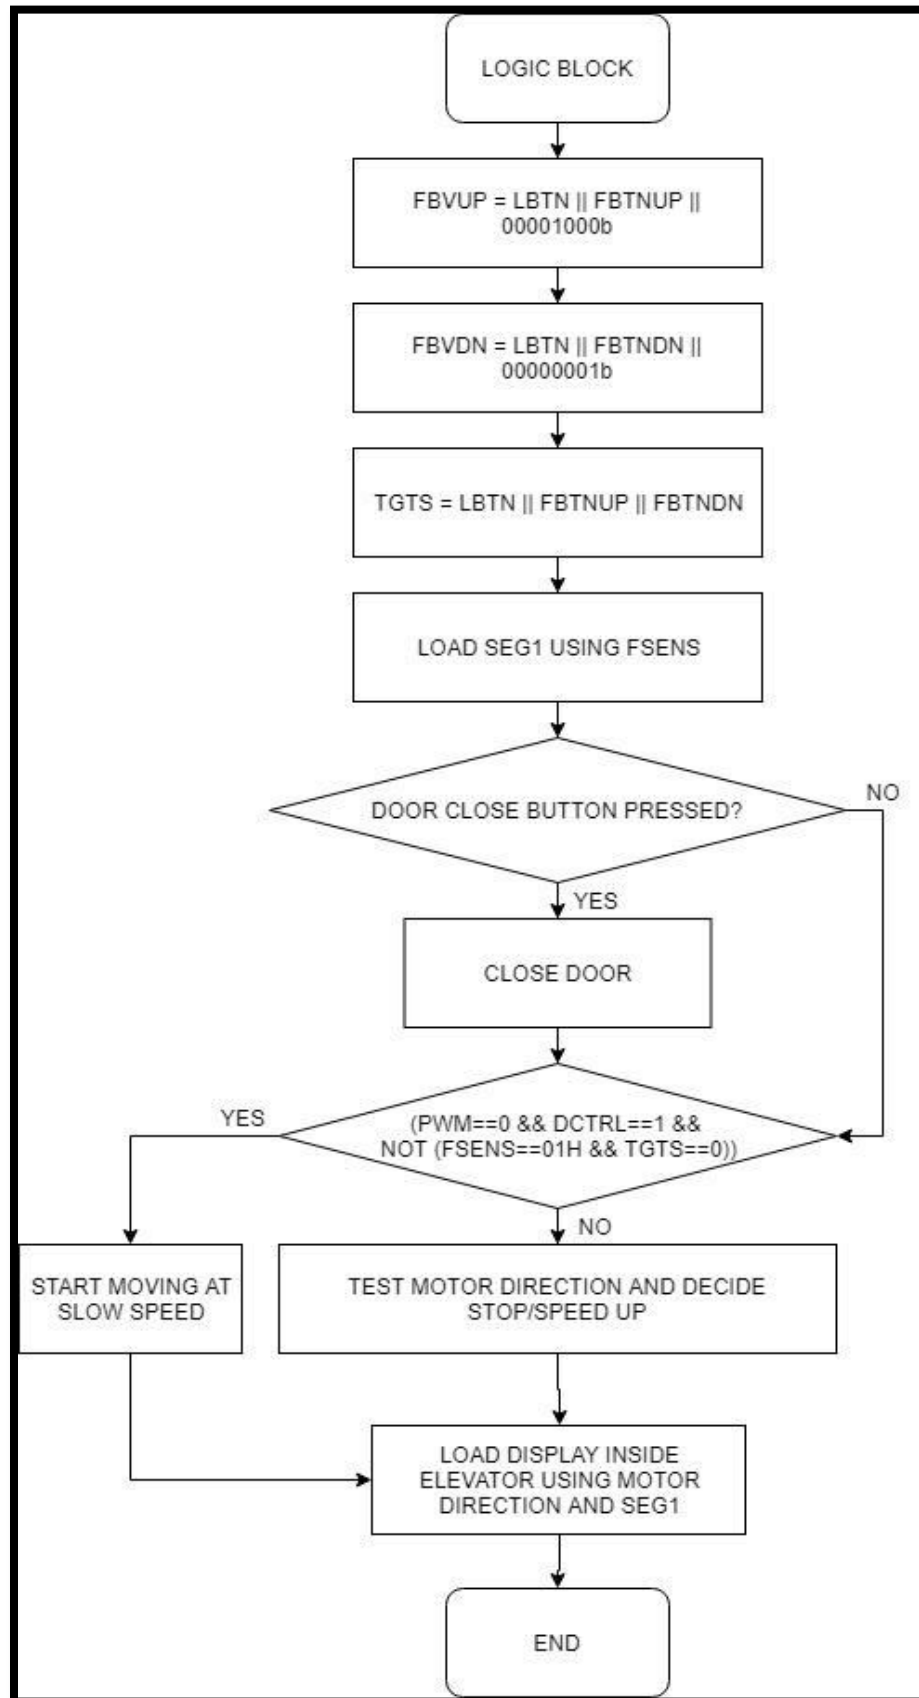 LOGIC BLOCK
FBVUP = LBTN || FBTNUP ||
00001000b
FBVDN = LBTN || FBTNDN ||
00000001b
TGTS = LBTN || FBTNUP || FBTNDN
LOAD SEG1 USING FSENS
DOOR CLOSE BUTTON PRESSED?
NO
YES
CLOSE DOOR
YES
(PWM==0 && DCTRL==1 &&
NOT (FSENS==01H && TGTS==0))
NO
START MOVING AT
SLOW SPEED
TEST MOTOR DIRECTION AND DECIDE
STOP/SPEED UP
LOAD DISPLAY INSIDE
ELEVATOR USING MOTOR
DIRECTION AND SEG1
END